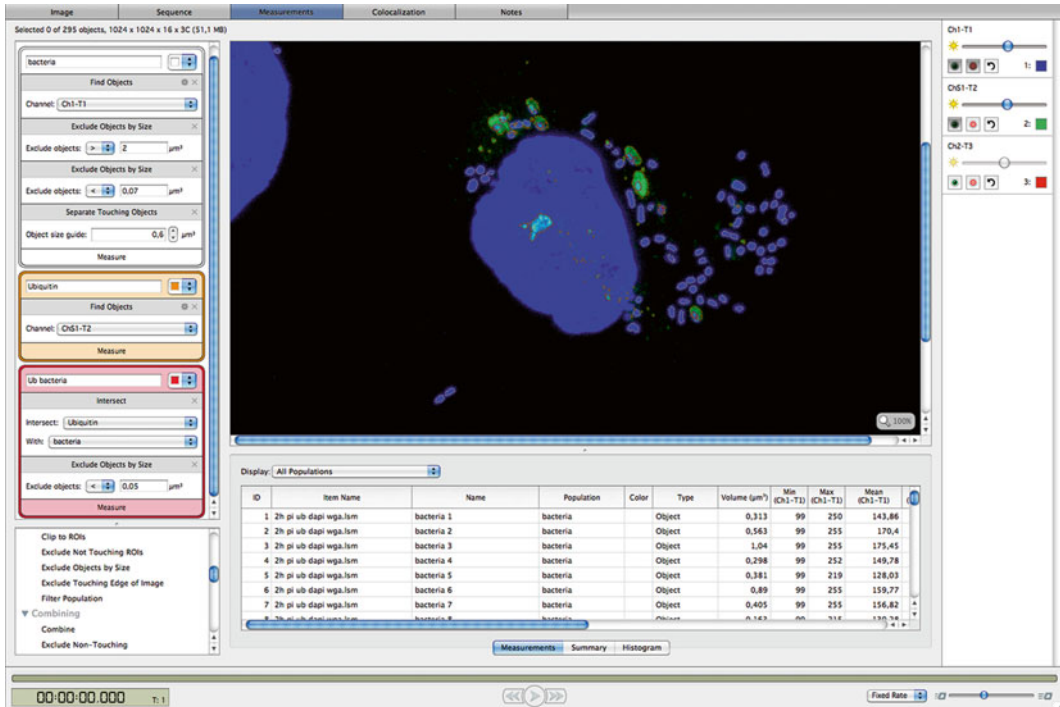 Image Sequence Measurements Colocalization Notes
Selected 0 of 295 objects, 1024 x 1024 x 16 x 3C (51,1 MB)
bacteria
Find Objects
Channel: Ch1-T1
Exclude Objects by Size
Exclude objects: > 2 µm³
Exclude Objects by Size
Exclude objects: < 0,07 µm³
Separate Touching Objects
Object size guide: 0,6 µm³
Measure
Ubiquitin
Find Objects
Channel: ChS1-T2
Measure
Ub bacteria
Intersect
Intersect: Ubiquitin
With: bacteria
Exclude Objects by Size
Exclude objects: < 0,05 µm³
Measure
Clip to ROIs
Exclude Not Touching ROIs
Exclude Objects by Size
Exclude Touching Edge of Image
Filter Population
Combining
Combine
Exclude Non-Touching
100%
Display: All Populations
ID Item Name Name Population Color Type Volume (µm³) Min (Ch1-T1) Max (Ch1-T1) Mean (Ch1-T1)
1 2h pi ub dapi wga.lsm bacteria 1 bacteria Object 0,313 99 250 143,86
2 2h pi ub dapi wga.lsm bacteria 2 bacteria Object 0,563 99 255 170,4
3 2h pi ub dapi wga.lsm bacteria 3 bacteria Object 1,04 99 255 175,45
4 2h pi ub dapi wga.lsm bacteria 4 bacteria Object 0,298 99 252 149,78
5 2h pi ub dapi wga.lsm bacteria 5 bacteria Object 0,381 99 219 128,03
6 2h pi ub dapi wga.lsm bacteria 6 bacteria Object 0,89 99 255 159,77
7 2h pi ub dapi wga.lsm bacteria 7 bacteria Object 0,405 99 255 156,82
Measurements Summary Histogram
Ch1-T1
1:
ChS1-T2
2:
Ch2-T3
3:
00:00:00.000 T: 1
Fixed Rate